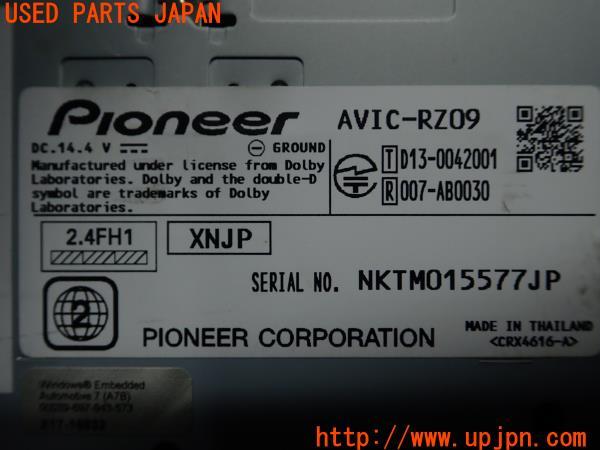 USED PARTS JAPAN
Pioneer AVIC-RZ09
DC.14.4 V ⊖ GROUND
Manufactured under license from Dolby
Laboratories. Dolby and the double-D
symbol are trademarks of Dolby
Laboratories.
T D13-0042001
R 007-AB0030
2.4FH1 XNJP
SERIAL NO. NKTM015577JP
2 PIONEER CORPORATION
MADE IN THAILAND
<CRX4616-A>
Windows® Embedded
Automotive 7 (A7B)
http://www.upjpn.com